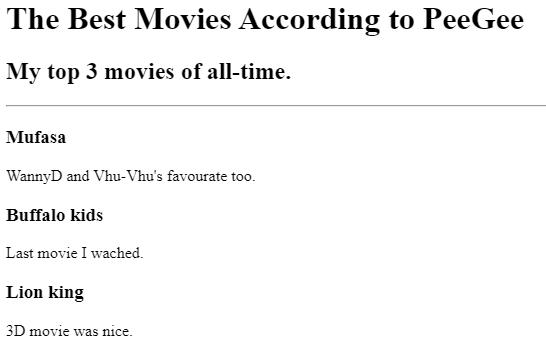 The Best Movies According to PeeGee
My top 3 movies of all-time.
Mufasa
WannyD and Vhu-Vhu's favourate too.
Buffalo kids
Last movie I wached.
Lion king
3D movie was nice.